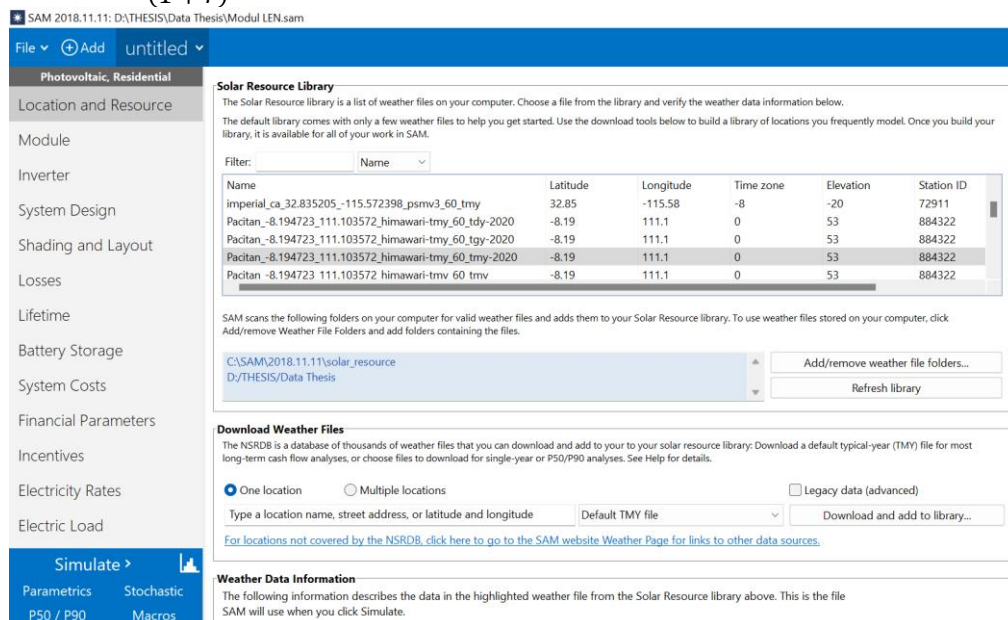 (1 + r)
SAM 2018.11.11: D:\THESIS\Data Thesis\Modul LEN.sam
File Add untitled
Photovoltaic, Residential
Location and Resource
Module
Inverter
System Design
Shading and Layout
Losses
Lifetime
Battery Storage
System Costs
Financial Parameters
Incentives
Electricity Rates
Electric Load
Simulate >
Parametrics Stochastic
P50 / P90 Macros
Solar Resource Library
The Solar Resource library is a list of weather files on your computer. Choose a file from the library and verify the weather data information below.
The default library comes with only a few weather files to help you get started. Use the download tools below to build a library of locations you frequently model. Once you build your
library, it is available for all of your work in SAM.
Filter: Name
Name Latitude Longitude Time zone Elevation Station ID
imperial_ca_32.835205_-115.572398_psmv3_60_tmy 32.85 -115.58 -8 -20 72911
Pacitan_-8.194723_111.103572_himawari-tmy_60_tdy-2020 -8.19 111.1 0 53 884322
Pacitan_-8.194723_111.103572_himawari-tmy_60_tgy-2020 -8.19 111.1 0 53 884322
Pacitan_-8.194723_111.103572_himawari-tmy_60_tmy-2020 -8.19 111.1 0 53 884322
Pacitan_-8.194723_111.103572_himawari-tmy_60_tmy -8.19 111.1 0 53 884322
SAM scans the following folders on your computer for valid weather files and adds them to your Solar Resource library. To use weather files stored on your computer, click
Add/remove Weather File Folders and add folders containing the files.
C:\SAM\2018.11.11\solar_resource
D:/THESIS/Data Thesis
Add/remove weather file folders...
Refresh library
Download Weather Files
The NSRDB is a database of thousands of weather files that you can download and add to your to your solar resource library: Download a default typical-year (TMY) file for most
long-term cash flow analyses, or choose files to download for single-year or P50/P90 analyses. See Help for details.
One location Multiple locations Legacy data (advanced)
Type a location name, street address, or latitude and longitude Default TMY file Download and add to library...
For locations not covered by the NSRDB, click here to go to the SAM website Weather Page for links to other data sources.
Weather Data Information
The following information describes the data in the highlighted weather file from the Solar Resource library above. This is the file
SAM will use when you click Simulate.